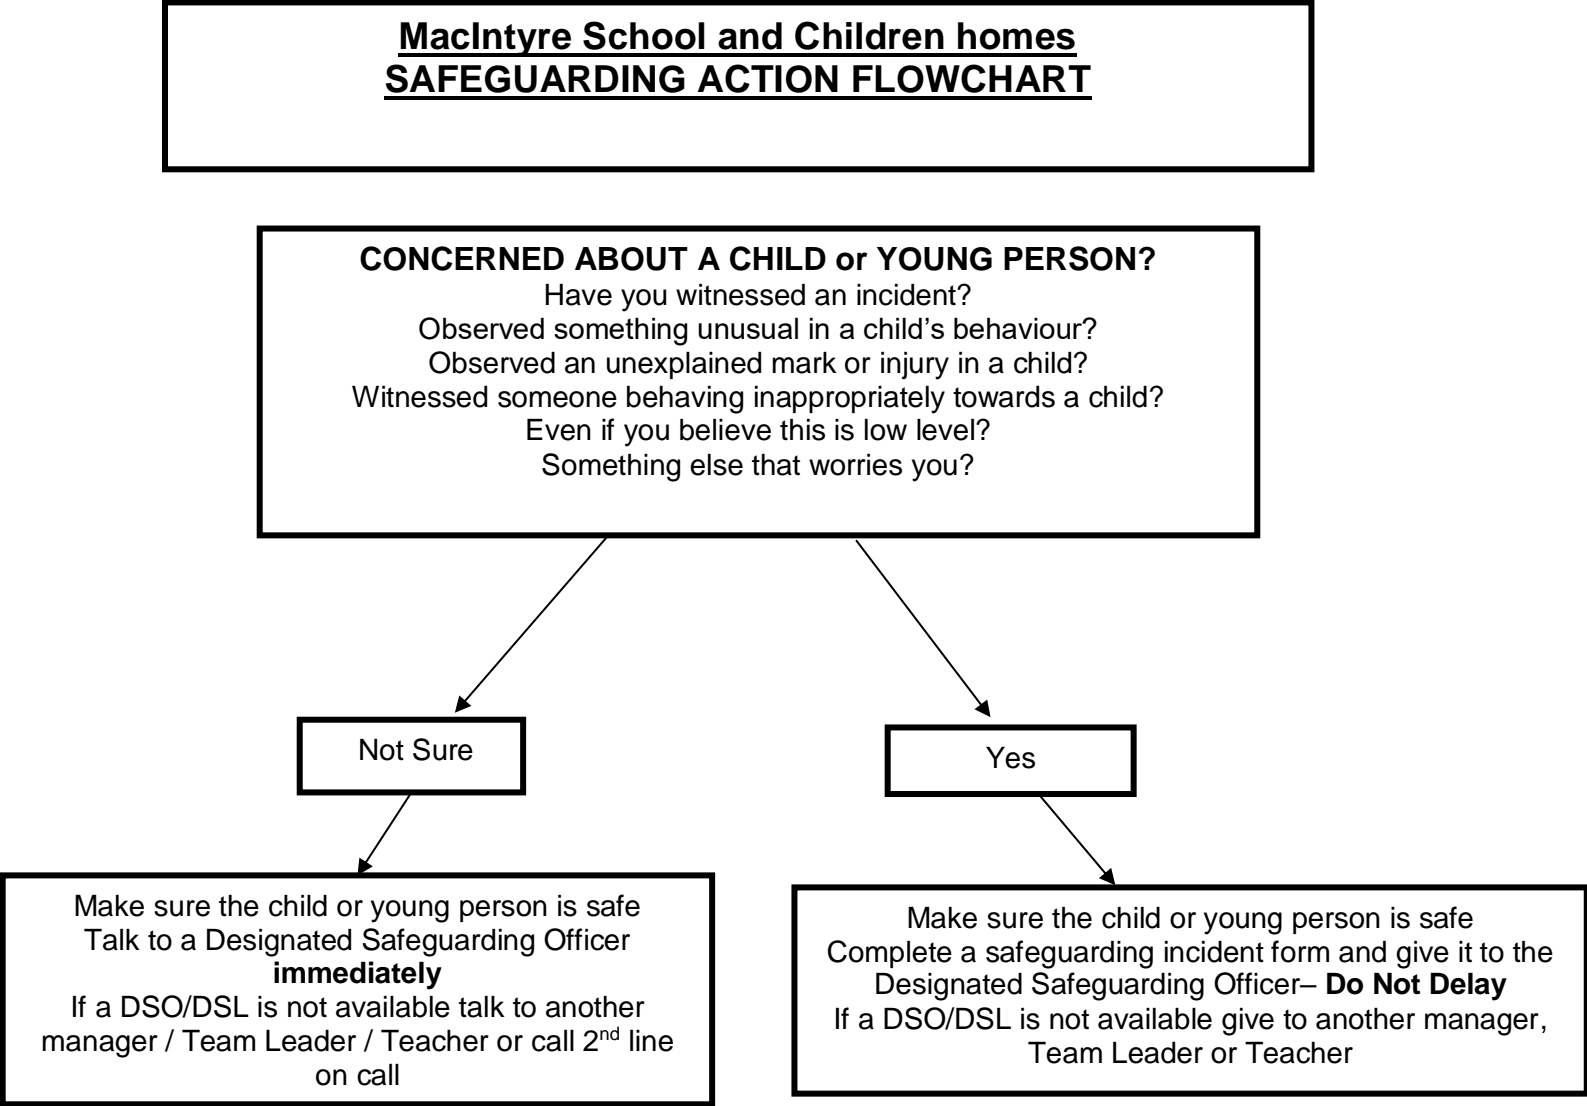 MacIntyre School and Children homes
SAFEGUARDING ACTION FLOWCHART
CONCERNED ABOUT A CHILD or YOUNG PERSON?
Have you witnessed an incident?
Observed something unusual in a child’s behaviour?
Observed an unexplained mark or injury in a child?
Witnessed someone behaving inappropriately towards a child?
Even if you believe this is low level?
Something else that worries you?
Not Sure
Yes
Make sure the child or young person is safe
Talk to a Designated Safeguarding Officer
immediately
If a DSO/DSL is not available talk to another
manager / Team Leader / Teacher or call 2nd line
on call
Make sure the child or young person is safe
Complete a safeguarding incident form and give it to the
Designated Safeguarding Officer– Do Not Delay
If a DSO/DSL is not available give to another manager,
Team Leader or Teacher